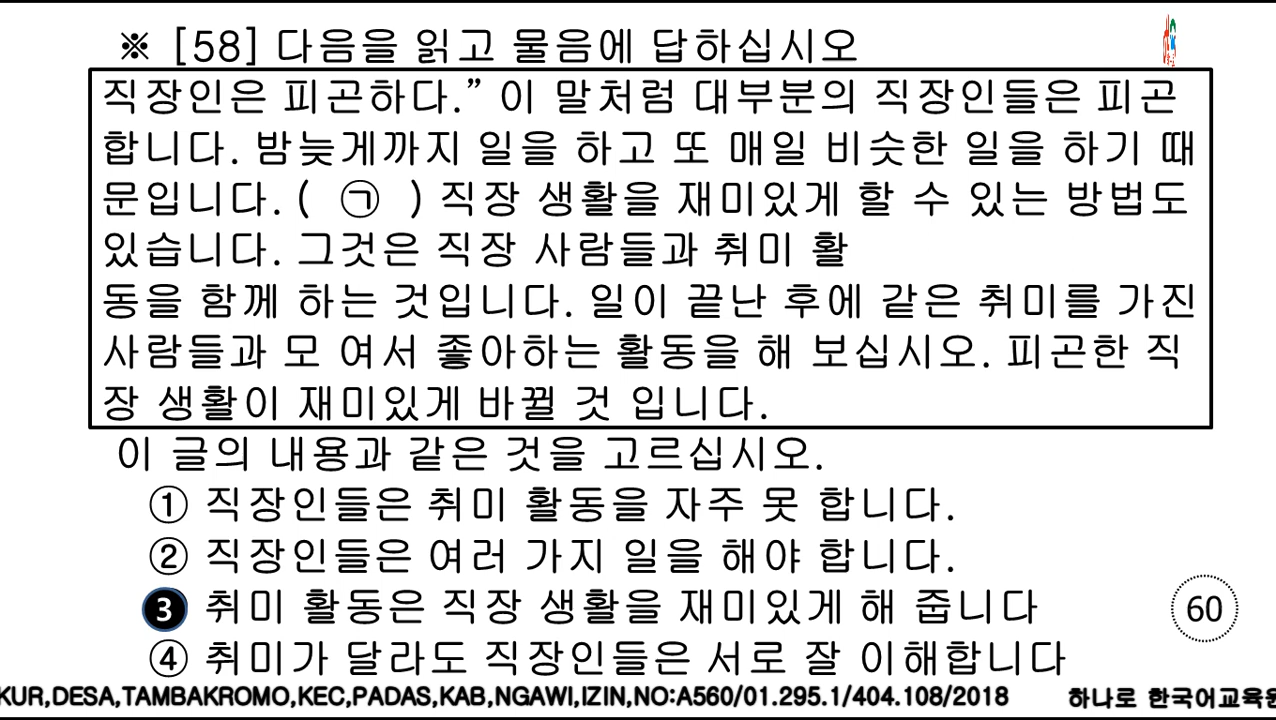 ※ [58] 다음을 읽고 물음에 답하십시오
직장인은 피곤하다.” 이 말처럼 대부분의 직장인들은 피곤
합니다. 밤늦게까지 일을 하고 또 매일 비슷한 일을 하기 때
문입니다. ( ㉠ ) 직장 생활을 재미있게 할 수 있는 방법도
있습니다. 그것은 직장 사람들과 취미 활
동을 함께 하는 것입니다. 일이 끝난 후에 같은 취미를 가진
사람들과 모 여서 좋아하는 활동을 해 보십시오. 피곤한 직
장 생활이 재미있게 바뀔 것 입니다.
이 글의 내용과 같은 것을 고르십시오.
① 직장인들은 취미 활동을 자주 못 합니다.
② 직장인들은 여러 가지 일을 해야 합니다.
❸ 취미 활동은 직장 생활을 재미있게 해 줍니다
60
④ 취미가 달라도 직장인들은 서로 잘 이해합니다
KUR,DESA,TAMBAKROMO,KEC,PADAS,KAB,NGAWI,IZIN,NO:A560/01.295.1/404.108/2018 하나로 한국어교육원